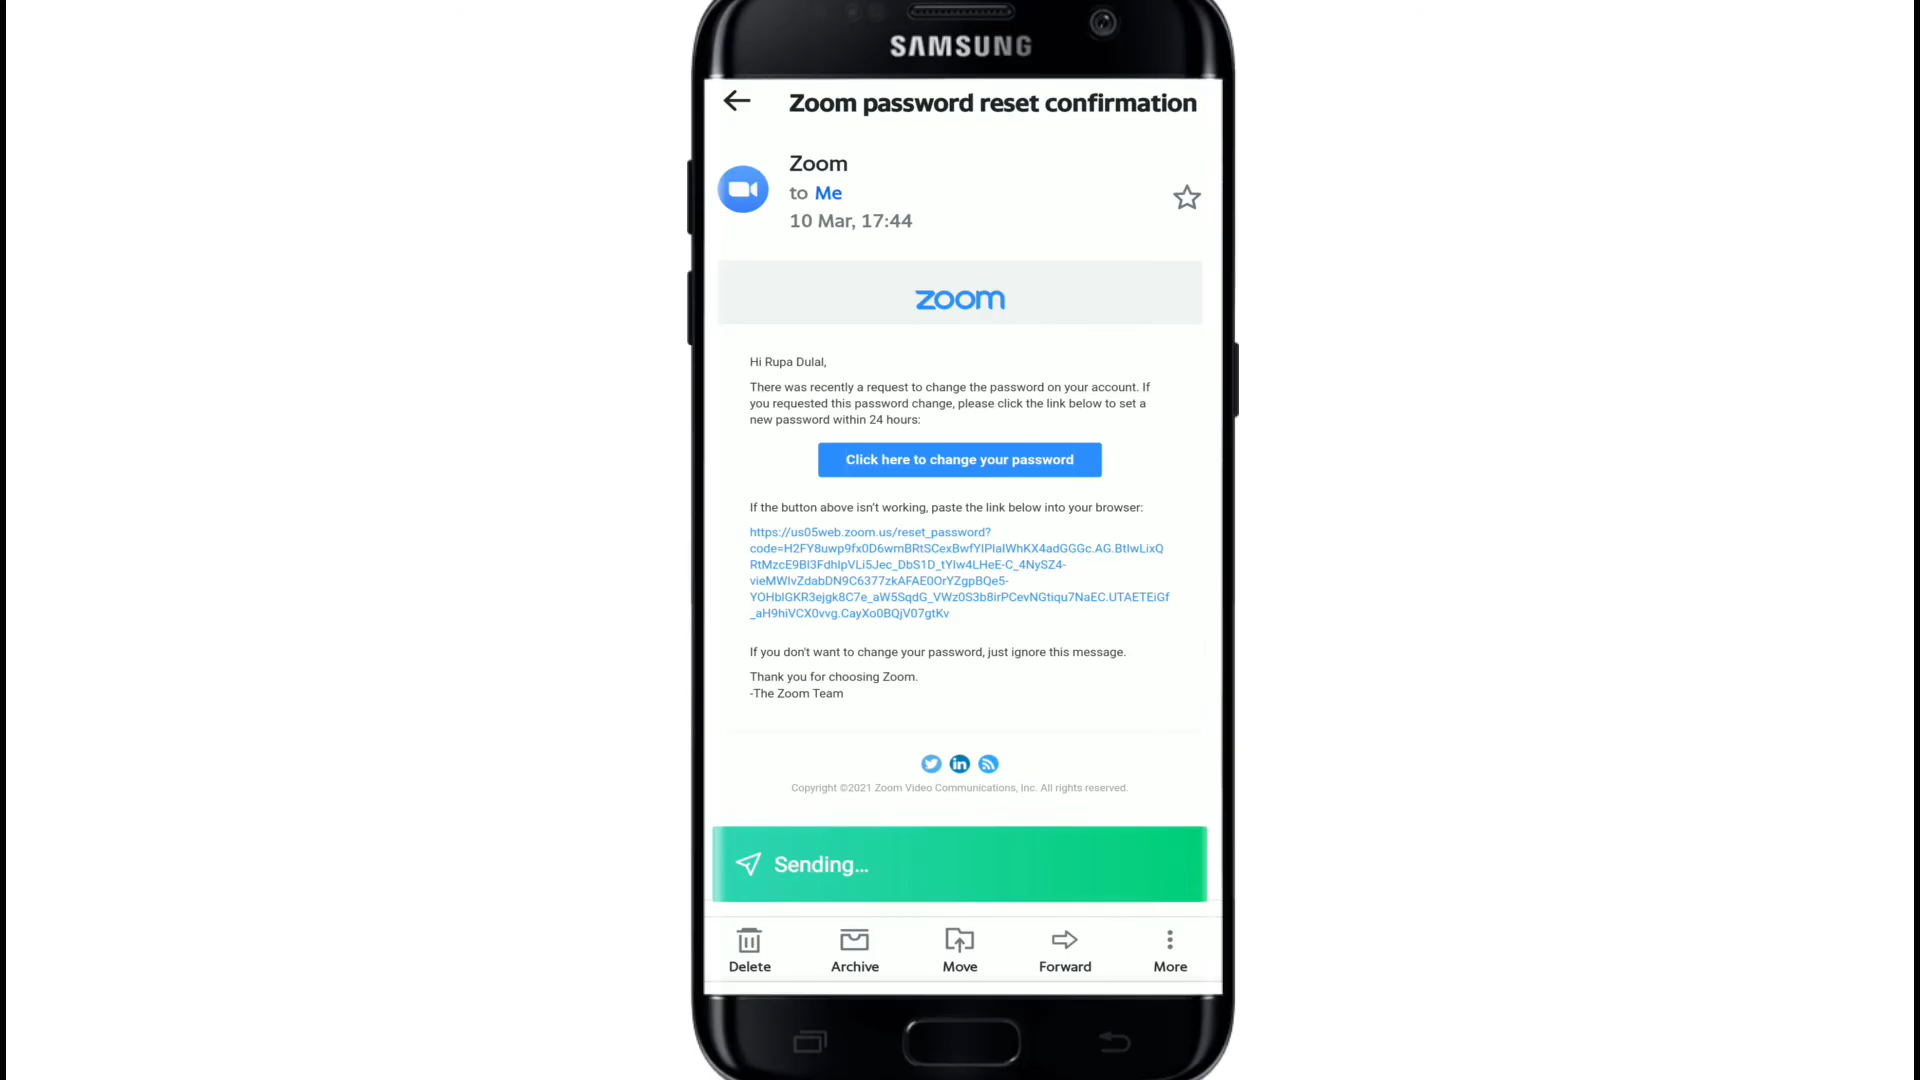 SAMSUNG
Zoom password reset confirmation
Zoom
to Me
10 Mar, 17:44
zoom
Hi Rupa Dulal,
There was recently a request to change the password on your account. If
you requested this password change, please click the link below to set a
new password within 24 hours:
Click here to change your password
If the button above isn't working, paste the link below into your browser:
https://us05web.zoom.us/reset_password?
code=H2FY8uwp9fx0D6wmBRtSCexBwfYIPlaIWhKX4adGGGc.AG.BtIwLixQ
RtMzcE9BI3FdhIpVLi5Jec_DbS1D_tYIw4LHeE-C_4NySZ4-
vieMWIvZdabDN9C6377zkAFAE0OrYZgpBQe5-
YOHbIGKR3ejgk8C7e_aW5SqdG_VWz0S3b8irPCevNGtiqu7NaEC.UTAETEiGf
_aH9hiVCX0vvg.CayXo0BQjV07gtKv
If you don't want to change your password, just ignore this message.
Thank you for choosing Zoom.
-The Zoom Team
in
Copyright ©2021 Zoom Video Communications, Inc. All rights reserved.
Sending...
Delete
Archive
Move
Forward
More